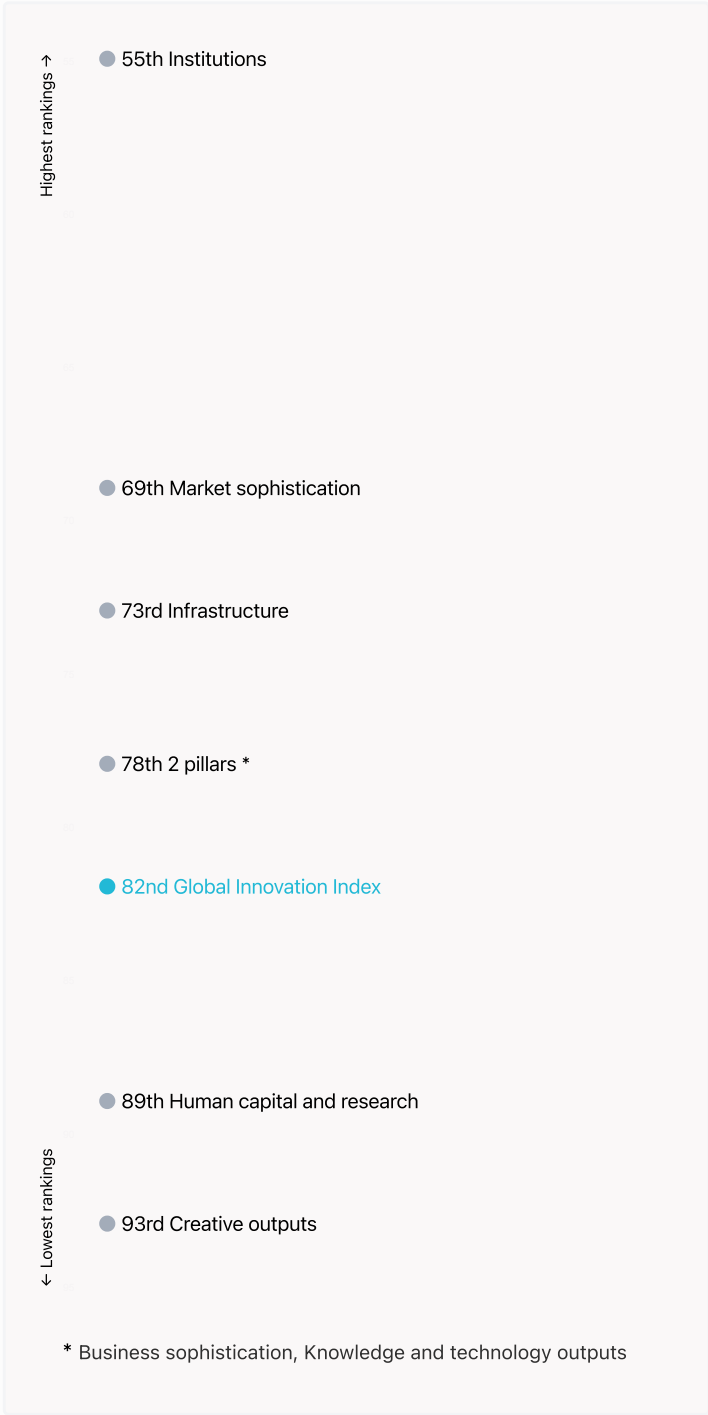 Highest rankings →
55th Institutions
69th Market sophistication
73rd Infrastructure
78th 2 pillars *
82nd Global Innovation Index
89th Human capital and research
← Lowest rankings
93rd Creative outputs
* Business sophistication, Knowledge and technology outputs